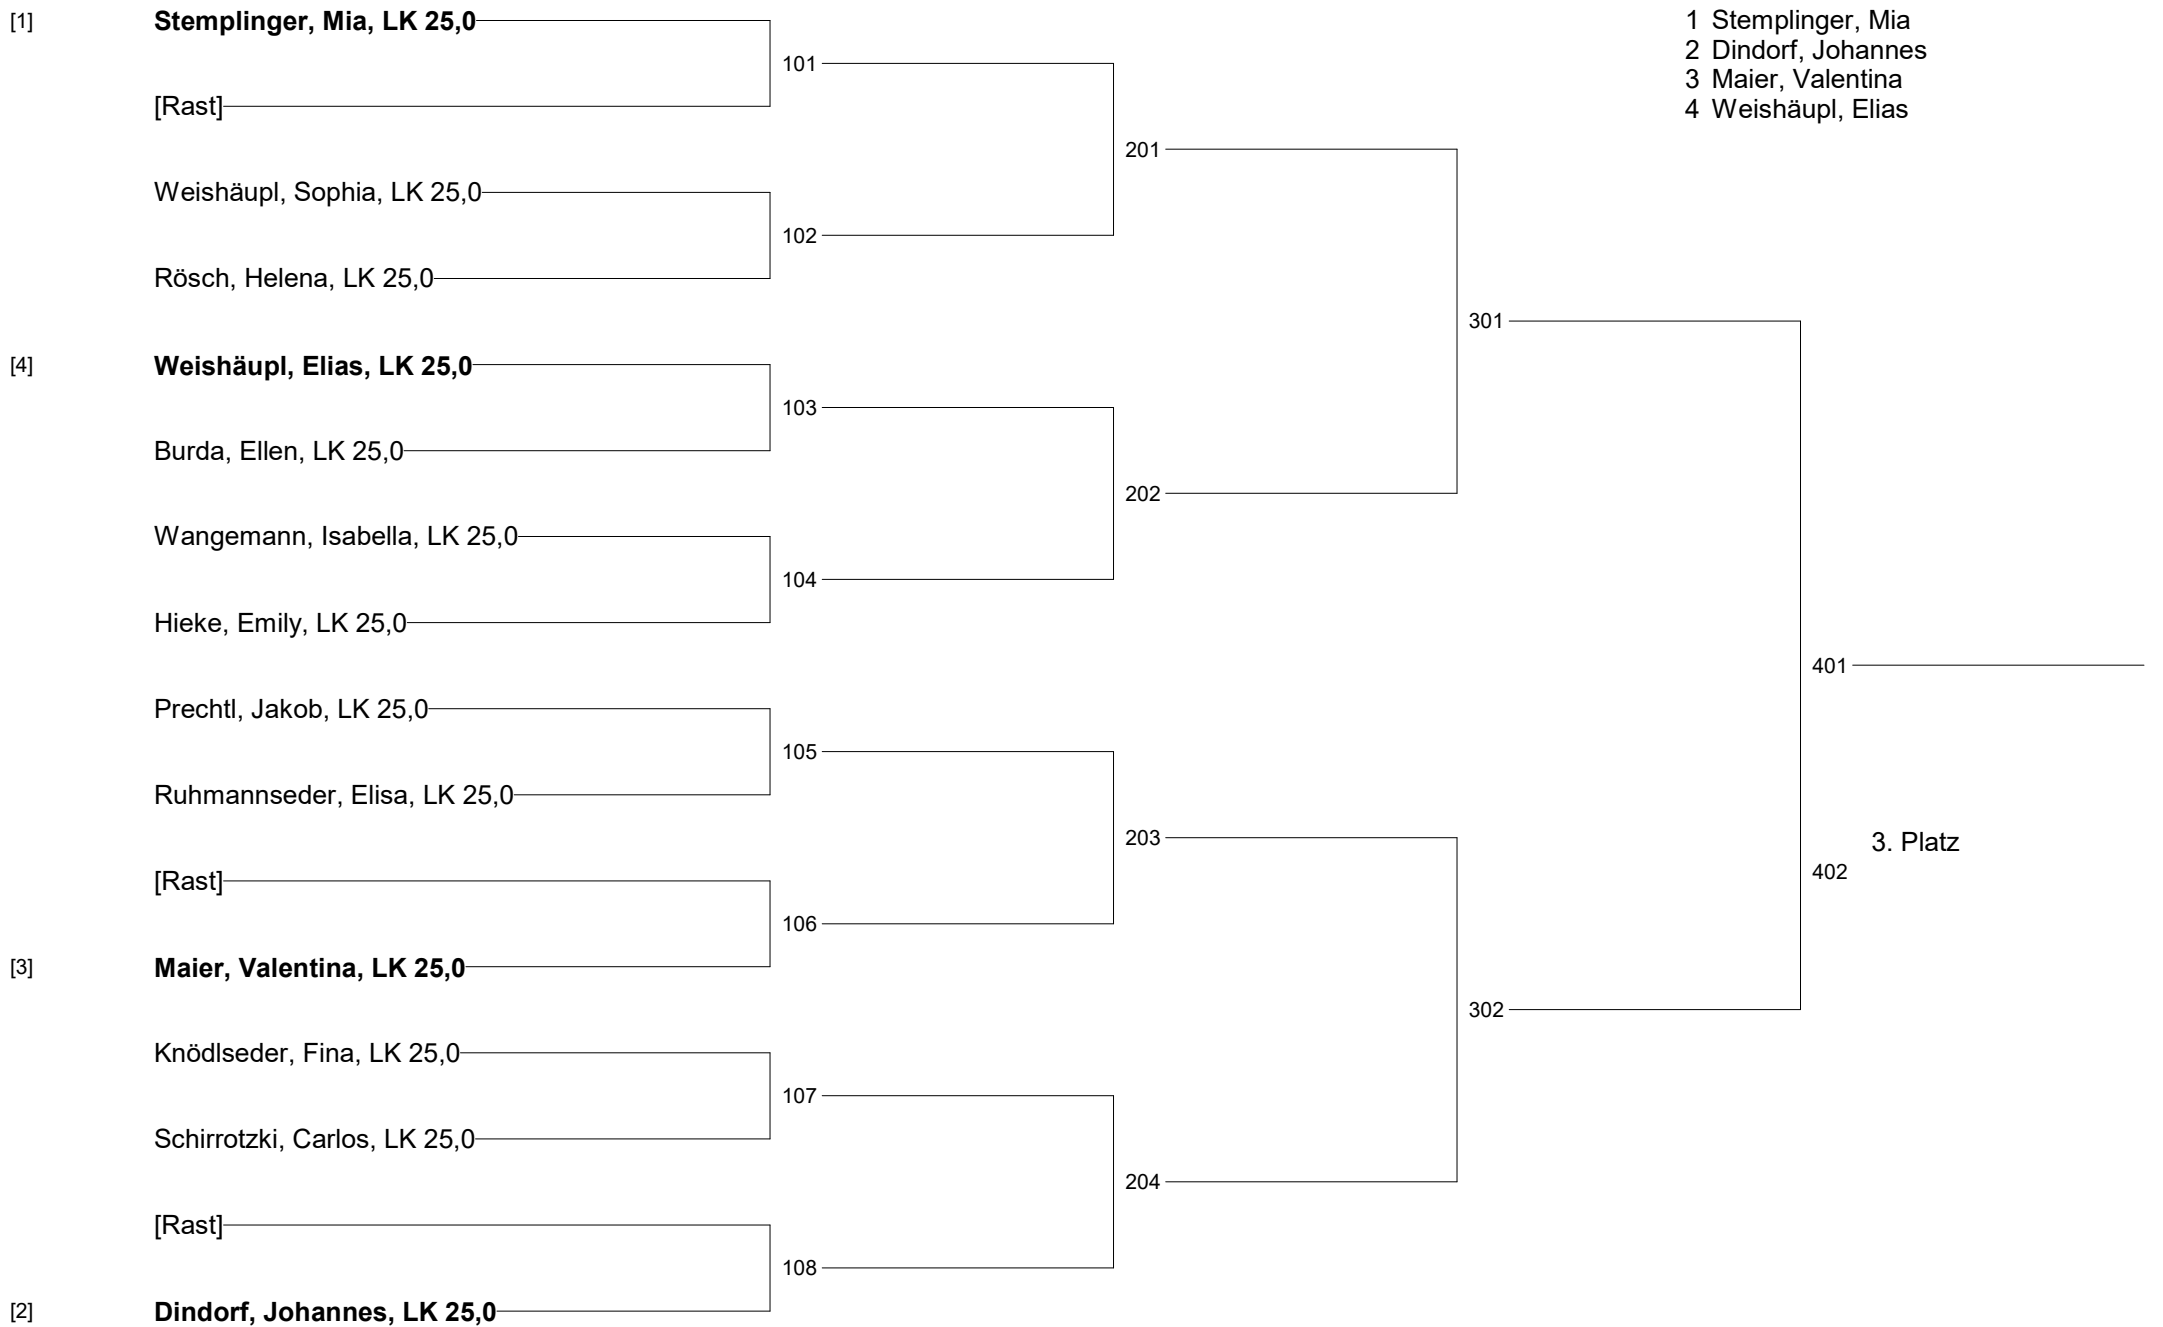 [1] Stemplinger, Mia, LK 25,0
1 Stemplinger, Mia
2 Dindorf, Johannes
3 Maier, Valentina
4 Weishäupl, Elias
101
[Rast]
201
Weishäupl, Sophia, LK 25,0
102
Rösch, Helena, LK 25,0
301
[4] Weishäupl, Elias, LK 25,0
103
Burda, Ellen, LK 25,0
202
Wangemann, Isabella, LK 25,0
104
Hieke, Emily, LK 25,0
401
Prechtl, Jakob, LK 25,0
105
Ruhmannseder, Elisa, LK 25,0
203
3. Platz
402
[Rast]
106
[3] Maier, Valentina, LK 25,0
302
Knödlseder, Fina, LK 25,0
107
Schirrotzki, Carlos, LK 25,0
204
[Rast]
108
[2] Dindorf, Johannes, LK 25,0